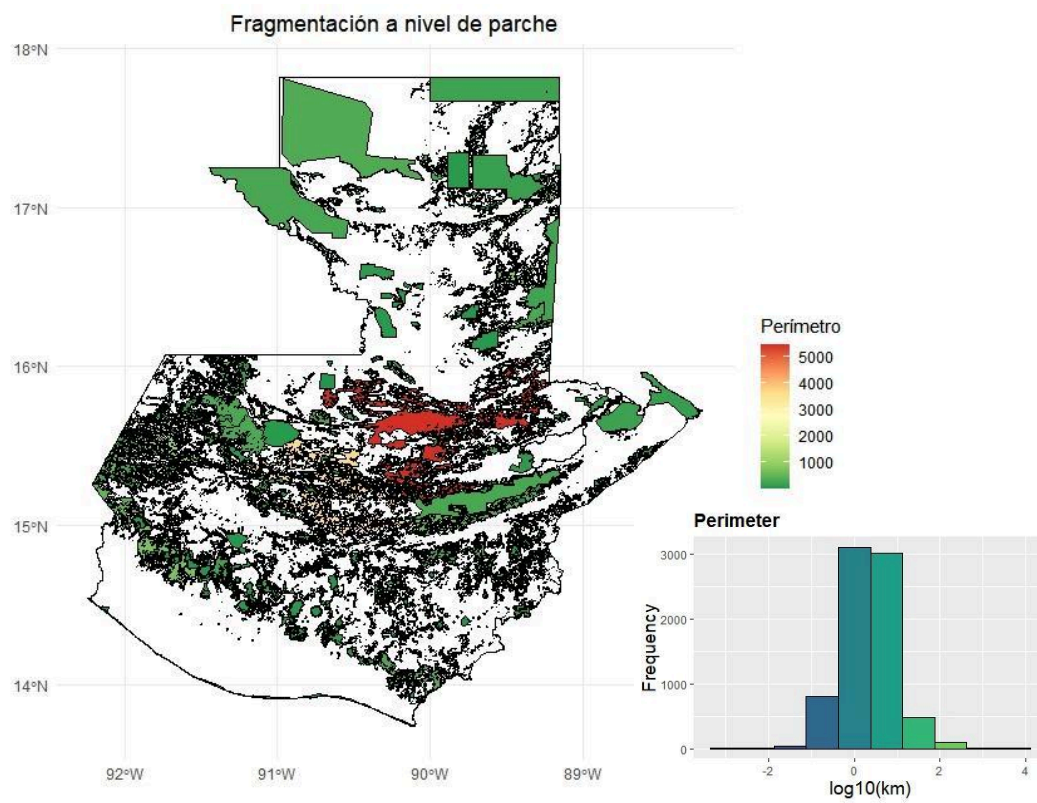 Fragmentación a nivel de parche
18°N
17°N
16°N
15°N
14°N
92°W
91°W
90°W
89°W
Perímetro
5000
4000
3000
2000
1000
Perimeter
Frequency
3000
2000
1000
0
-2
0
2
4
log10(km)